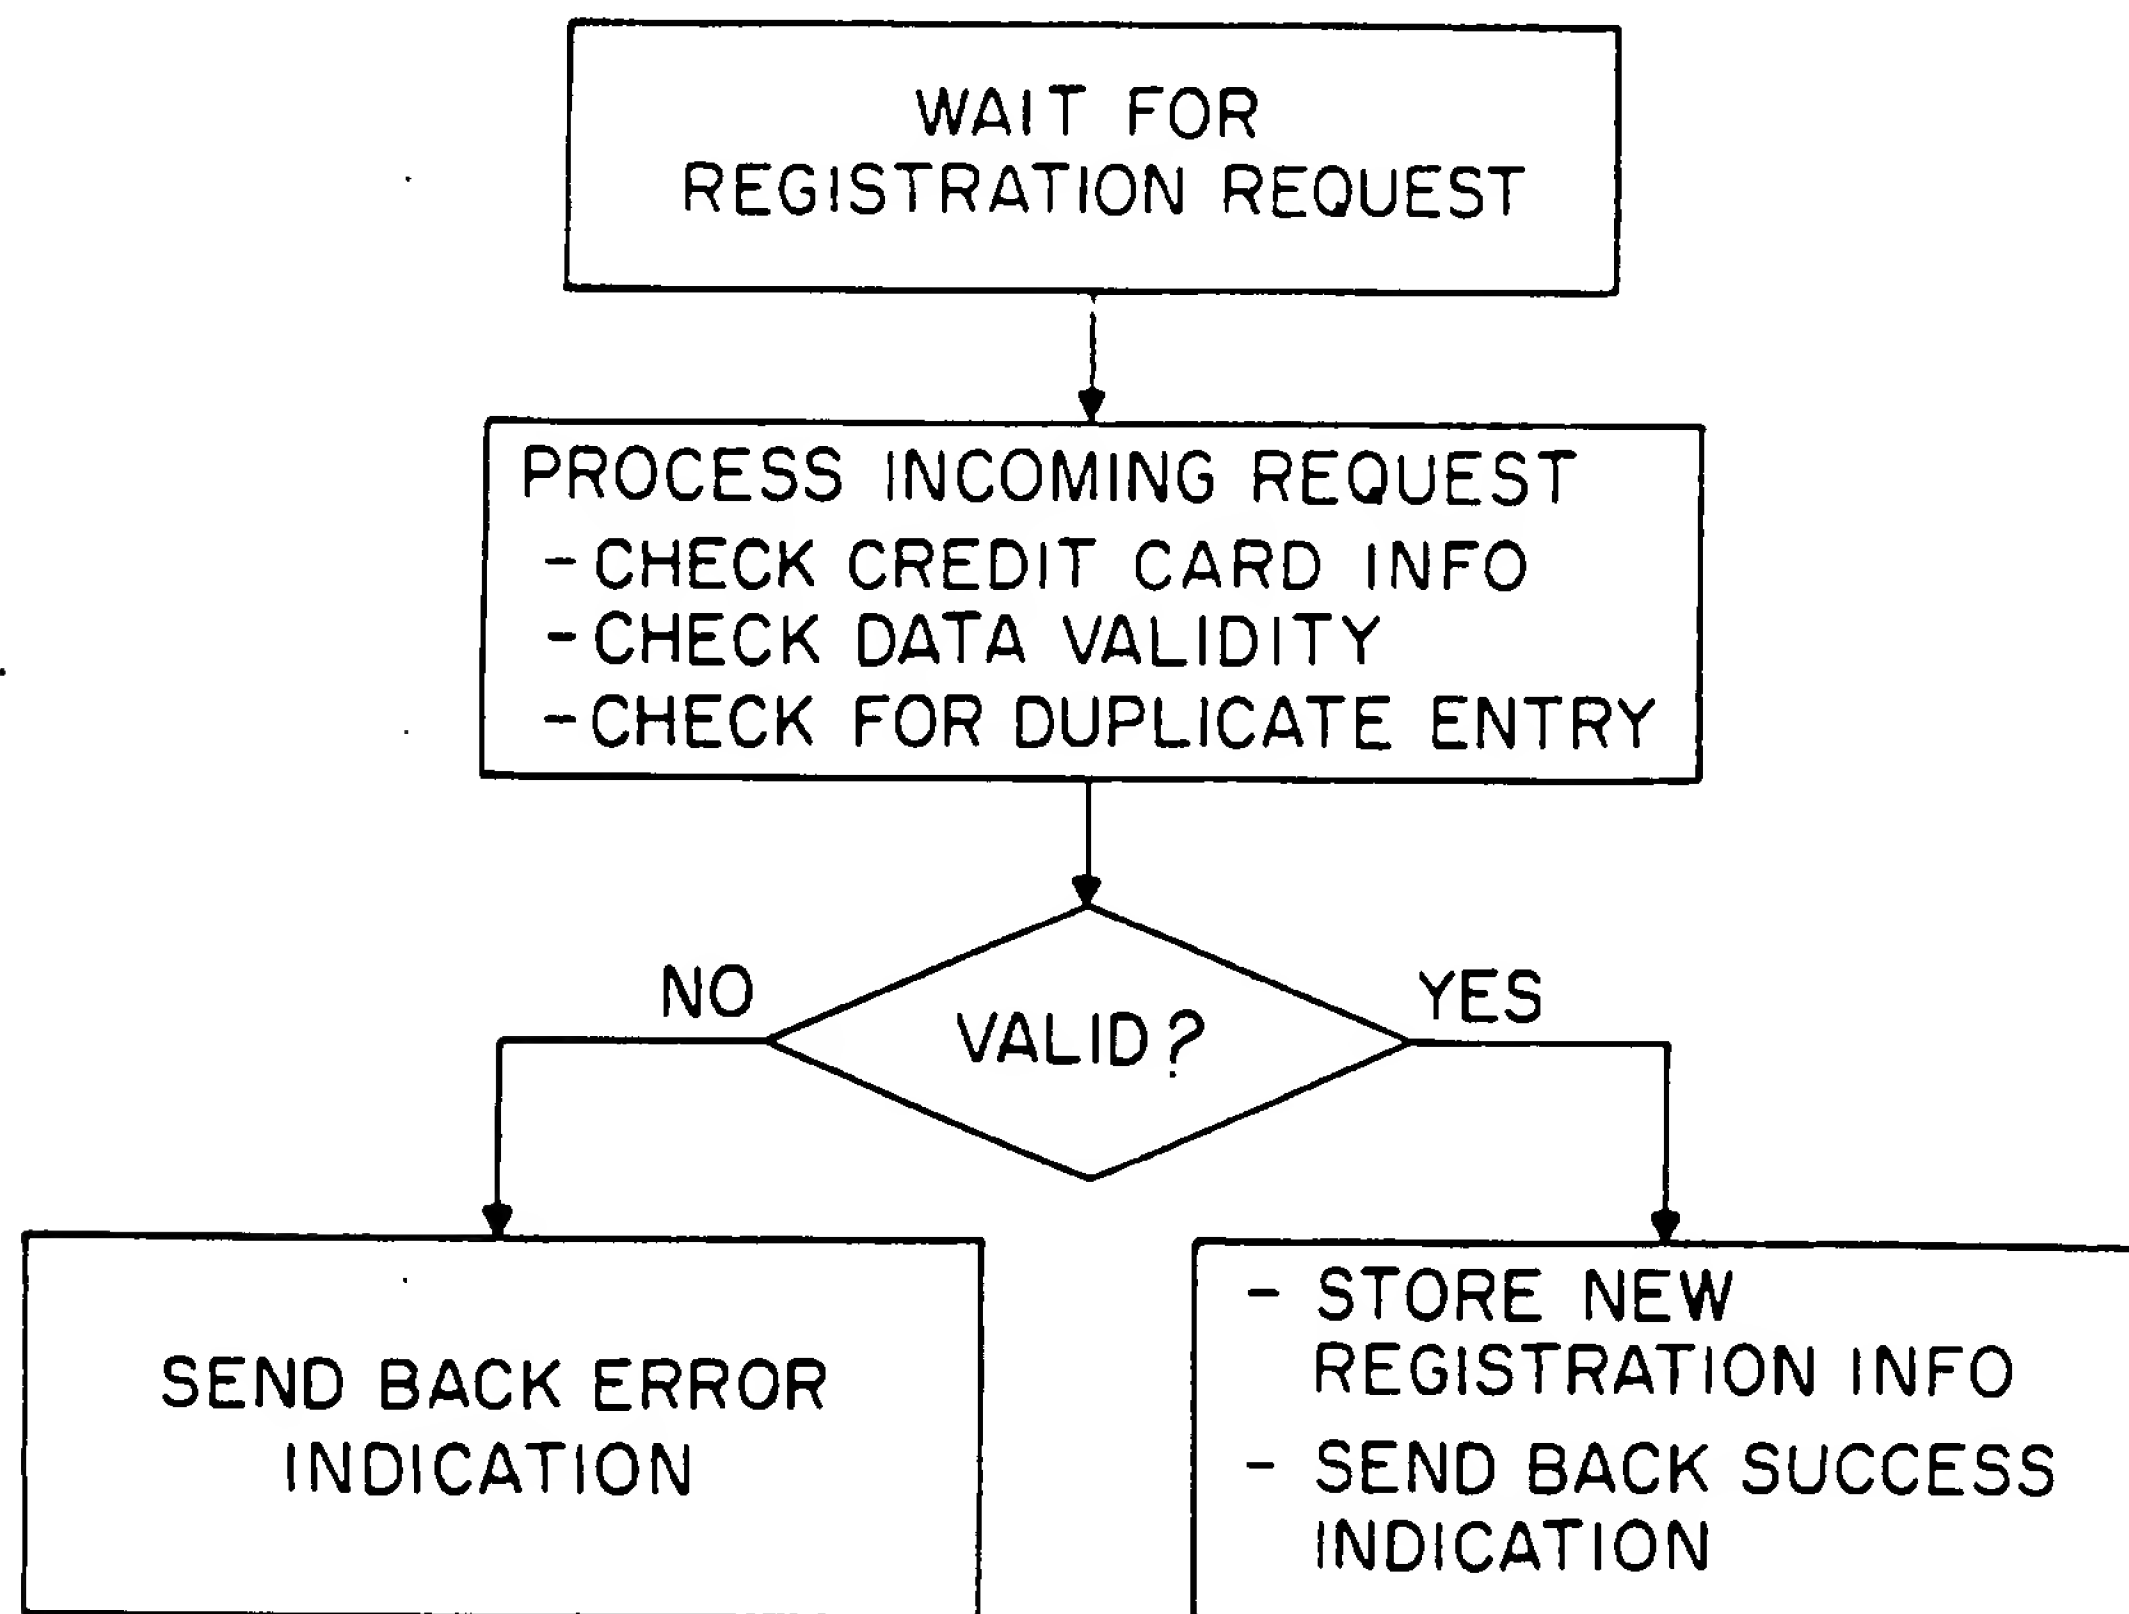 WAIT FOR
REGISTRATION REQUEST
PROCESS INCOMING REQUEST
- CHECK CREDIT CARD INFO
- CHECK DATA VALIDITY
- CHECK FOR DUPLICATE ENTRY
NO
VALID?
YES
SEND BACK ERROR
INDICATION
- STORE NEW
REGISTRATION INFO
- SEND BACK SUCCESS
INDICATION